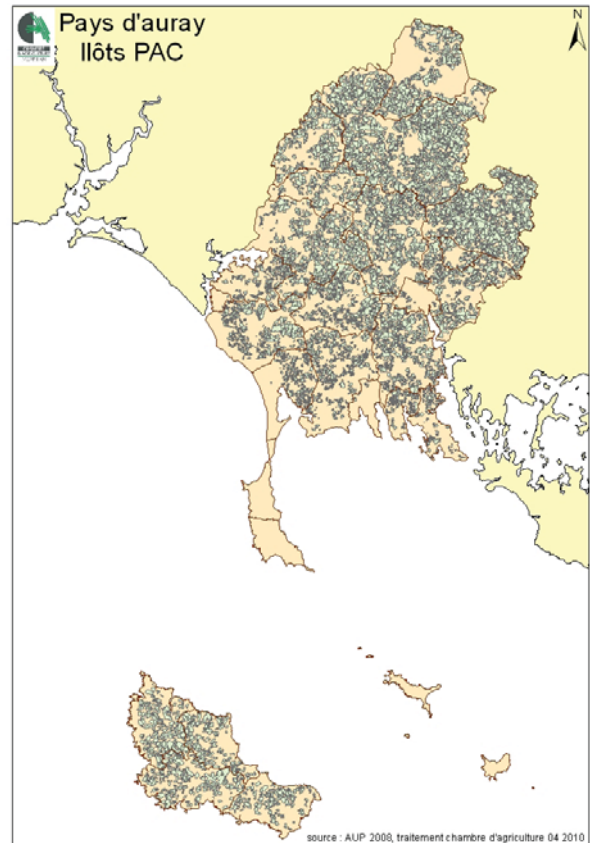 Pays d'auray
Ilôts PAC
N
source : AUP 2008, traitement chambre d'agriculture 04 2010